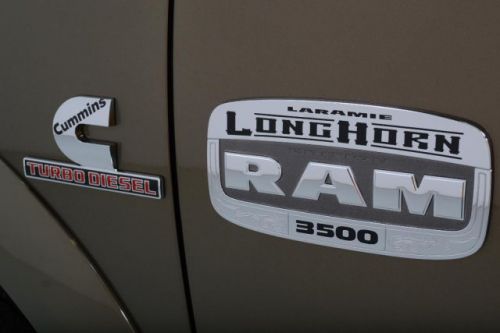 Cummins
TURBO DIESEL
LARAMIE
LONGHORN
RAM
3500